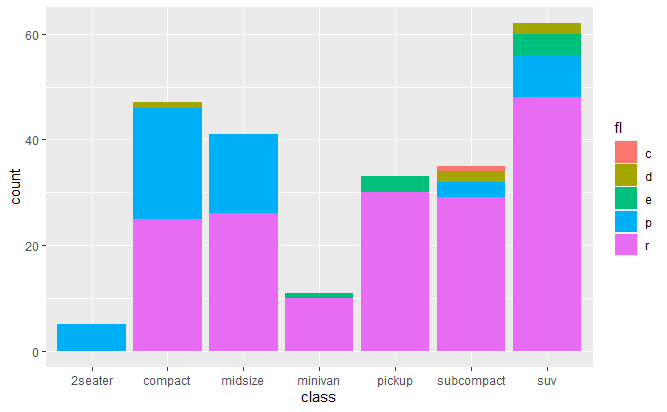 60
40
20
0
count
2seater compact midsize minivan pickup subcompact suv
class
fl
c
d
e
p
r